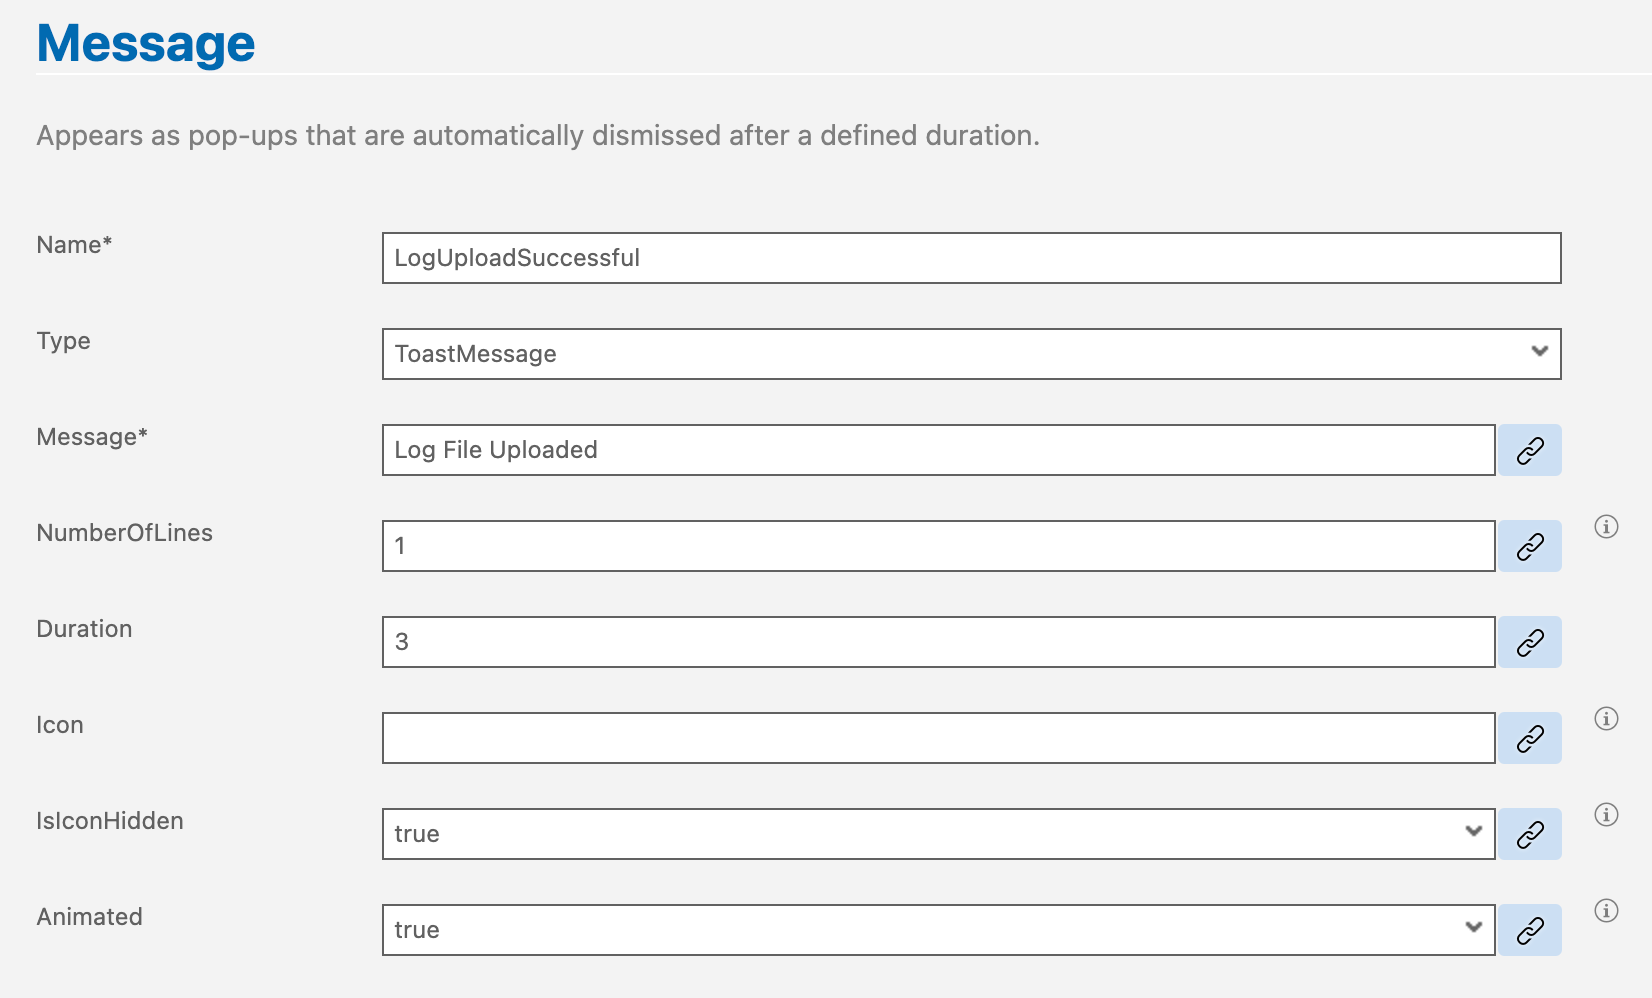 Message
Appears as pop-ups that are automatically dismissed after a defined duration.
Name*
LogUploadSuccessful
Type
ToastMessage
Message*
Log File Uploaded
NumberOfLines
1
Duration
3
Icon
IsIconHidden
true
Animated
true